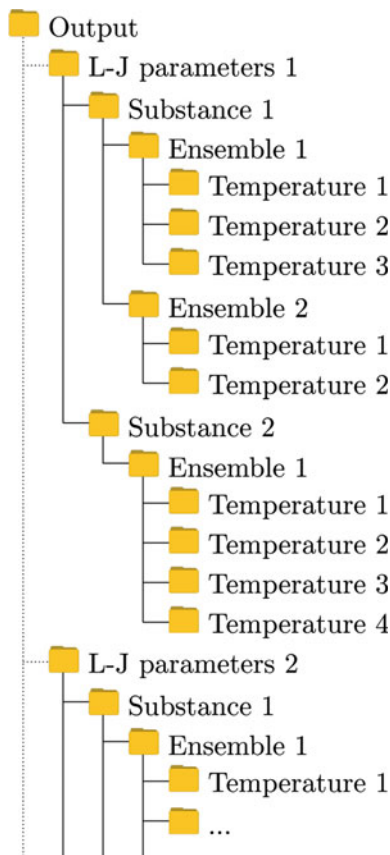 Output
L-J parameters 1
Substance 1
Ensemble 1
Temperature 1
Temperature 2
Temperature 3
Ensemble 2
Temperature 1
Temperature 2
Substance 2
Ensemble 1
Temperature 1
Temperature 2
Temperature 3
Temperature 4
L-J parameters 2
Substance 1
Ensemble 1
Temperature 1
...